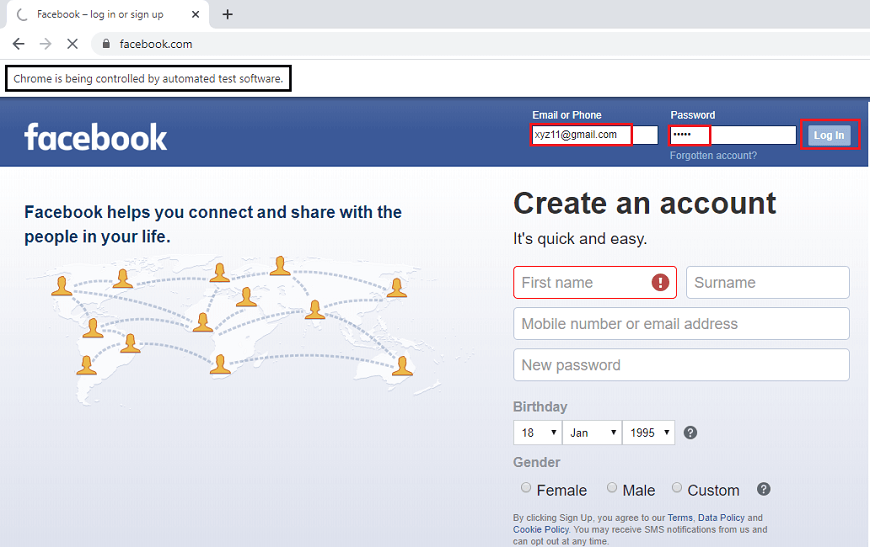 Facebook – log in or sign up
facebook.com
Chrome is being controlled by automated test software.
facebook
Email or Phone
Password
xyz11@gmail.com
•••••
Log In
Forgotten account?
Facebook helps you connect and share with the
people in your life.
Create an account
It's quick and easy.
First name
Surname
Mobile number or email address
New password
Birthday
18 Jan 1995
Gender
Female Male Custom
By clicking Sign Up, you agree to our Terms, Data Policy and
Cookie Policy. You may receive SMS notifications from us and
can opt out at any time.